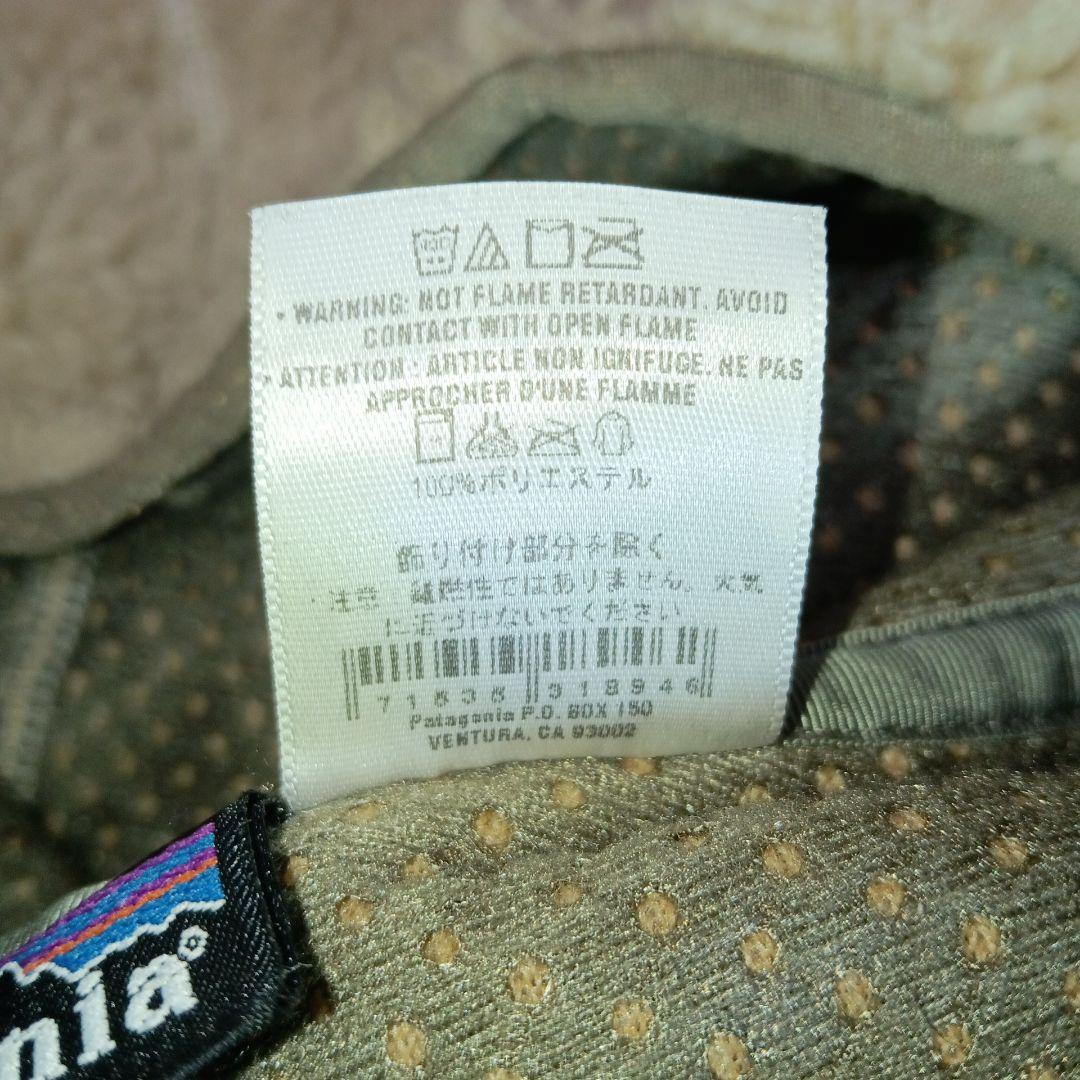 • WARNING: NOT FLAME RETARDANT. AVOID
CONTACT WITH OPEN FLAME
• ATTENTION : ARTICLE NON IGNIFUGE. NE PAS
APPROCHER D'UNE FLAMME
100%ポリエステル
飾り付け部分を除く
・注意 難燃性ではありません。火気
に近づけないでください
71535 318946
Patagonia P.O. BOX 150
VENTURA, CA 93002
nia®